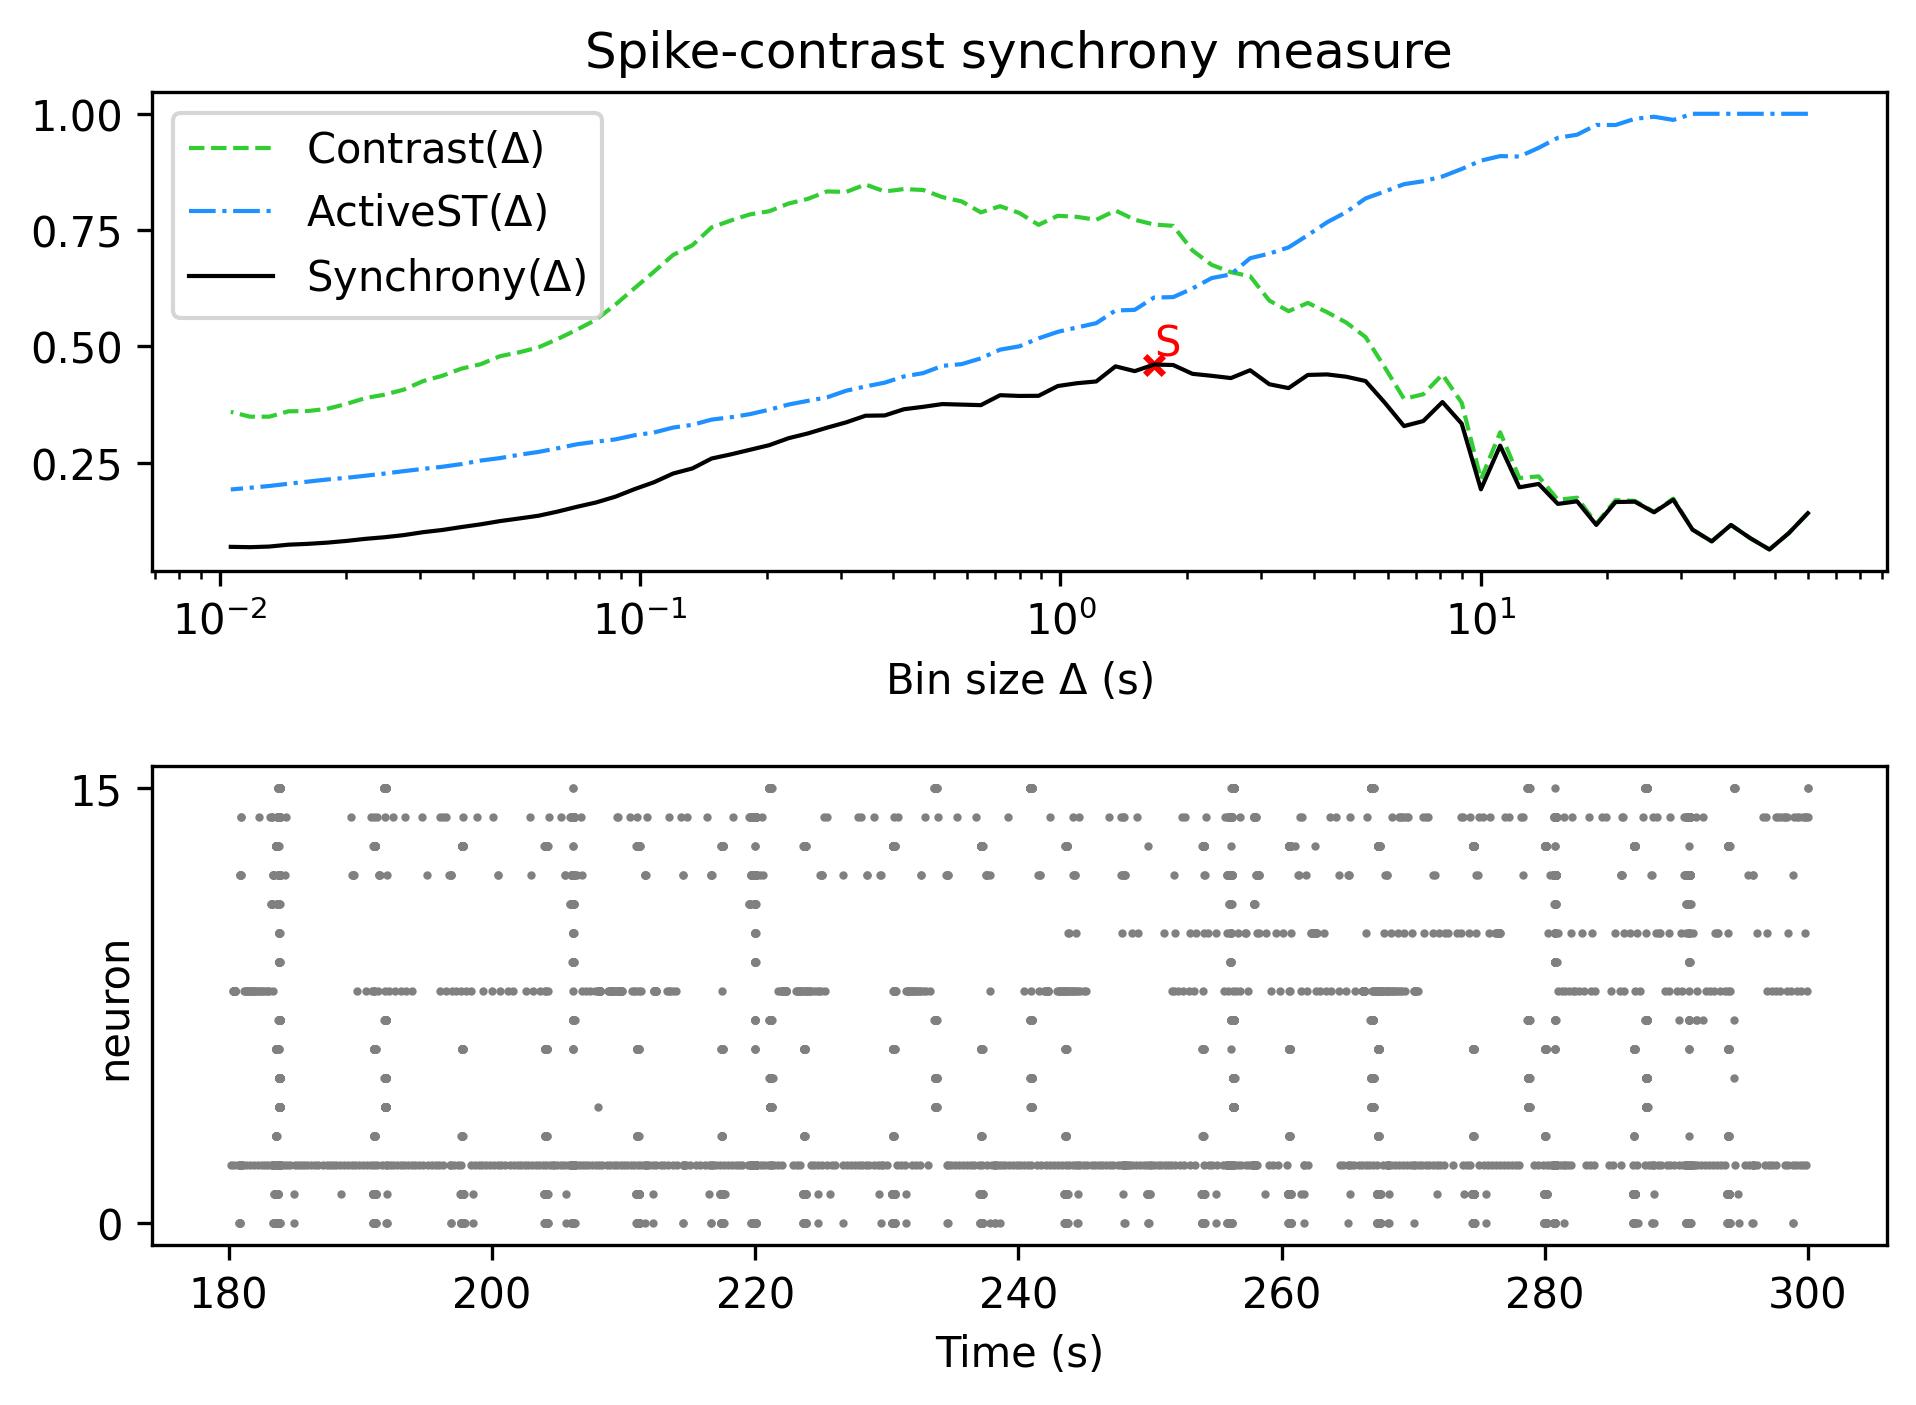 Spike-contrast synchrony measure
1.00
0.75
0.50
0.25
Contrast(Δ)
ActiveST(Δ)
Synchrony(Δ)
S
10⁻² 10⁻¹ 10⁰ 10¹
Bin size Δ (s)
15
0
neuron
180 200 220 240 260 280 300
Time (s)